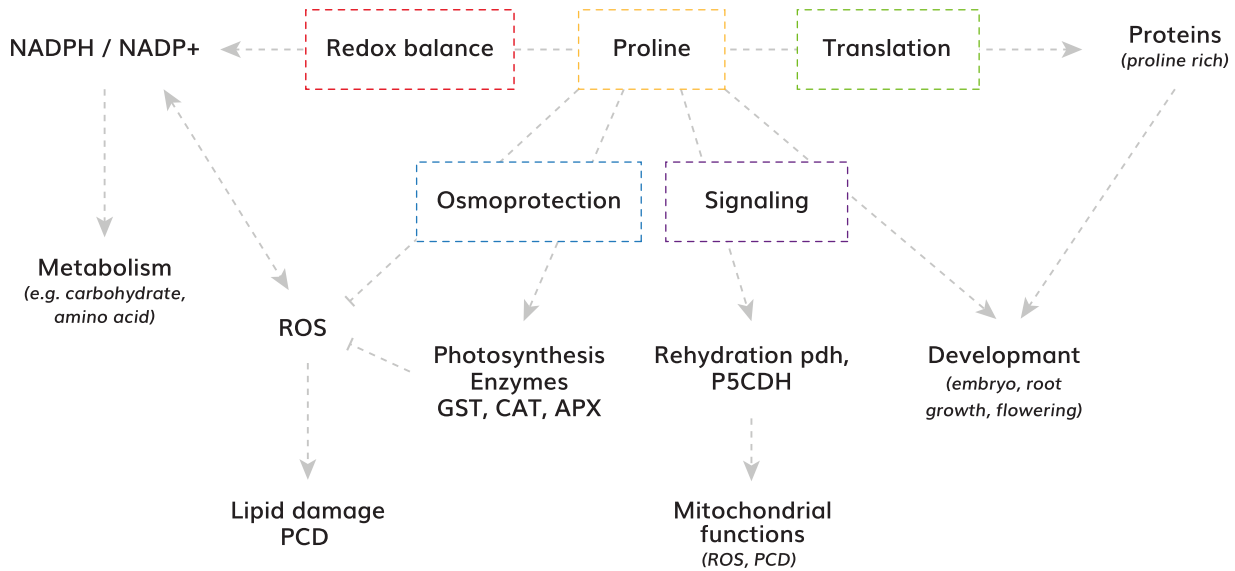 NADPH / NADP+
Redox balance
Proline
Translation
Proteins
(proline rich)
Osmoprotection
Signaling
Metabolism
(e.g. carbohydrate,
amino acid)
ROS
Photosynthesis
Enzymes
GST, CAT, APX
Rehydration pdh,
P5CDH
Developmant
(embryo, root
growth, flowering)
Lipid damage
PCD
Mitochondrial
functions
(ROS, PCD)